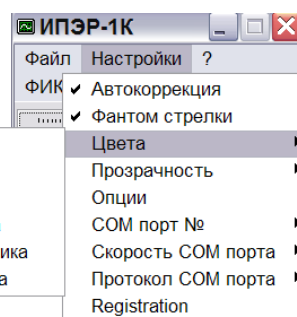 ИПЭР-1К
Файл Настройки ?
ФИК
Автокоррекция
Фантом стрелки
Цвета
Прозрачность
Опции
COM порт №
Скорость COM порта
Протокол COM порта
Registration